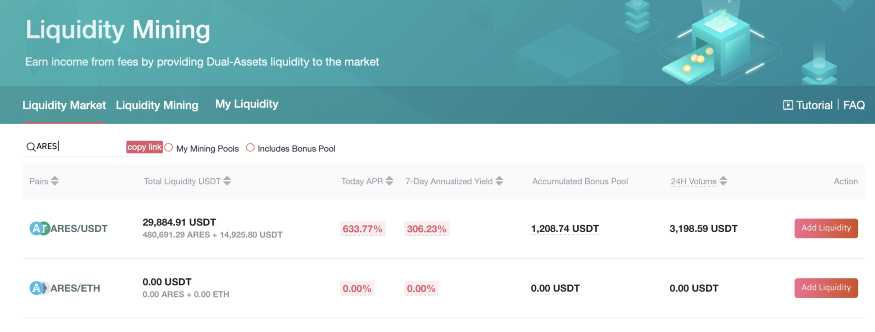 Liquidity Mining
Earn income from fees by providing Dual-Assets liquidity to the market
Liquidity Market Liquidity Mining My Liquidity Tutorial | FAQ
ARES copy link My Mining Pools Includes Bonus Pool
Pairs Total Liquidity USDT Today APR 7-Day Annualized Yield Accumulated Bonus Pool 24H Volume Action
ARES/USDT 29,884.91 USDT 633.77% 306.23% 1,208.74 USDT 3,198.59 USDT Add Liquidity
480,691.29 ARES + 14,925.80 USDT
ARES/ETH 0.00 USDT 0.00% 0.00% 0.00 USDT 0.00 USDT Add Liquidity
0.00 ARES + 0.00 ETH